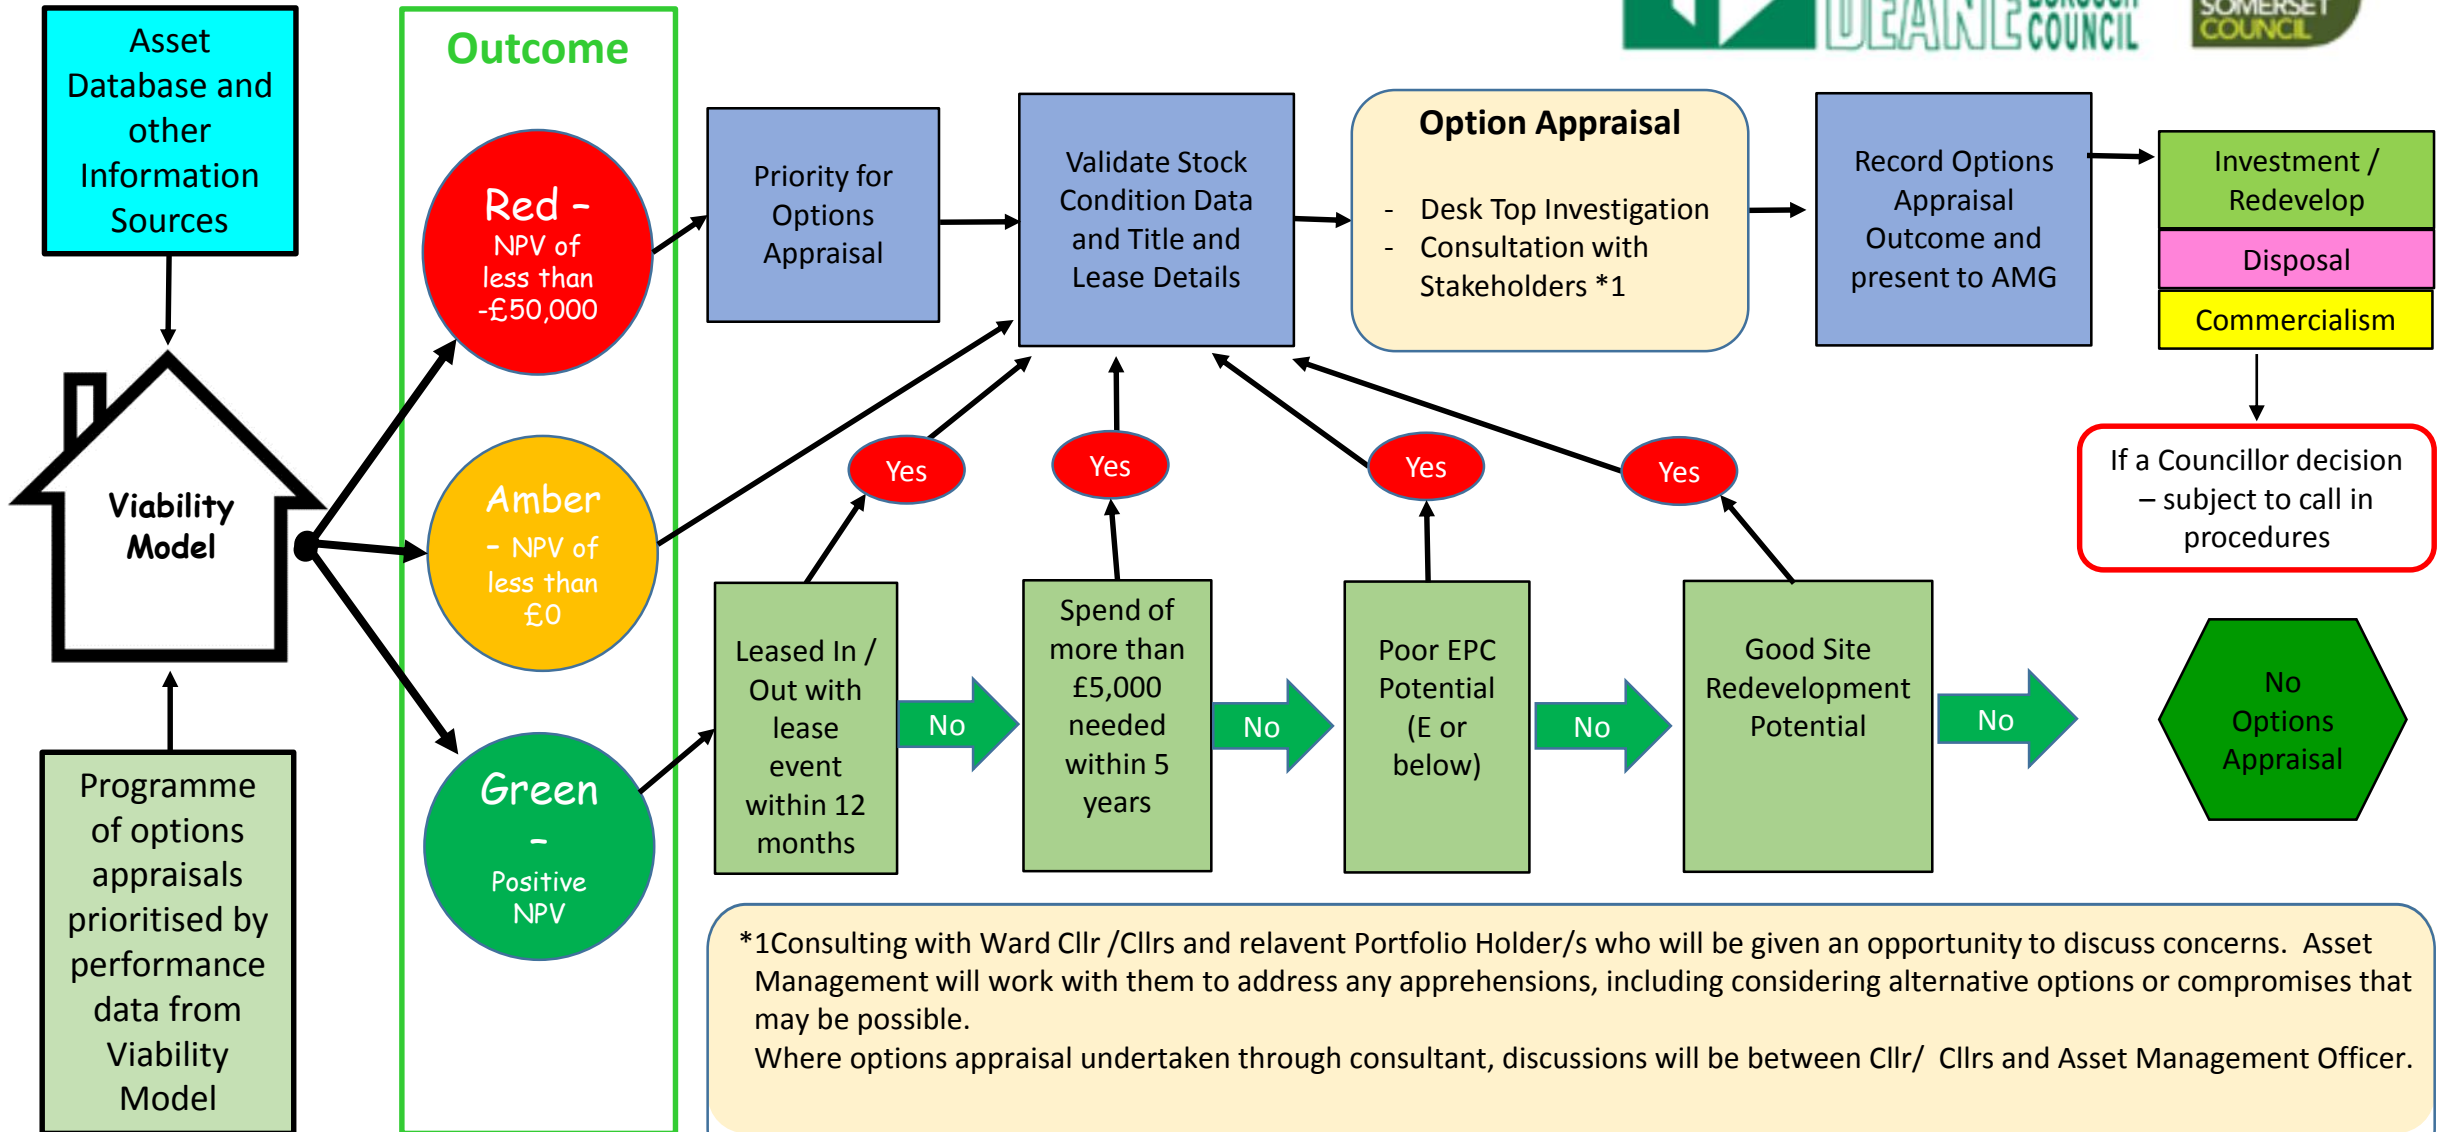 DEANE
BOROUGH
COUNCIL
SOMERSET
COUNCIL
Asset
Database and
other
Information
Sources
Viability
Model
Programme
of options
appraisals
prioritised by
performance
data from
Viability
Model
Outcome
Red –
NPV of
less than
-£50,000
Amber
– NPV of
less than
£0
Green
–
Positive
NPV
Priority for
Options
Appraisal
Validate Stock
Condition Data
and Title and
Lease Details
Option Appraisal
- Desk Top Investigation
- Consultation with
Stakeholders *1
Record Options
Appraisal
Outcome and
present to AMG
Investment /
Redevelop
Disposal
Commercialism
If a Councillor decision
– subject to call in
procedures
Yes
Yes
Yes
Yes
Leased In /
Out with
lease
event
within 12
months
No
Spend of
more than
£5,000
needed
within 5
years
No
Poor EPC
Potential
(E or
below)
No
Good Site
Redevelopment
Potential
No
No
Options
Appraisal
*1Consulting with Ward Cllr /Cllrs and relavent Portfolio Holder/s who will be given an opportunity to discuss concerns. Asset
Management will work with them to address any apprehensions, including considering alternative options or compromises that
may be possible.
Where options appraisal undertaken through consultant, discussions will be between Cllr/ Cllrs and Asset Management Officer.